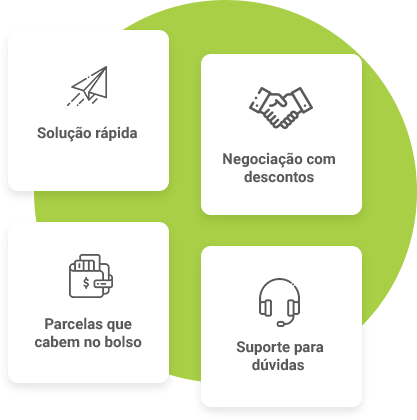 Solução rápida
Negociação com
descontos
Parcelas que
cabem no bolso
Suporte para
dúvidas